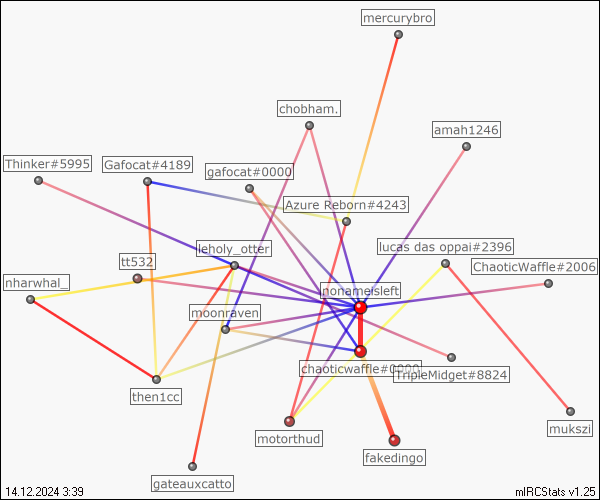 mercurybro
chobham.
amah1246
Thinker#5995
Gafocat#4189
gafocat#0000
Azure Reborn#4243
leholy_otter
lucas das oppai#2396
tt532
ChaoticWaffle#2006
nharwhal_
nonameisleft
moonraven
chaoticwaffle#0000
TripleMidget#8824
then1cc
motorthud
mukszi
fakedingo
gateauxcatto
14.12.2024 3:39
mIRCStats v1.25